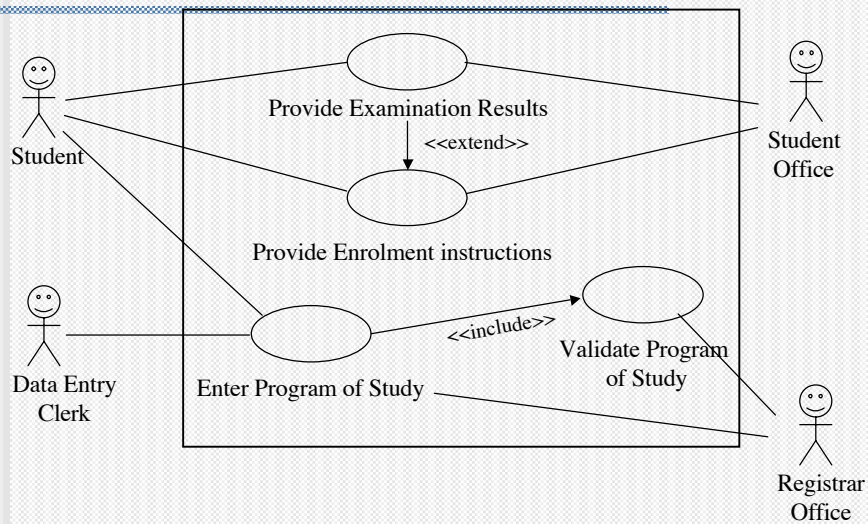 Provide Examination Results
<<extend>>
Student
Student
Office
Provide Enrolment instructions
<<include>>
Validate Program
of Study
Data Entry
Clerk
Enter Program of Study
Registrar
Office